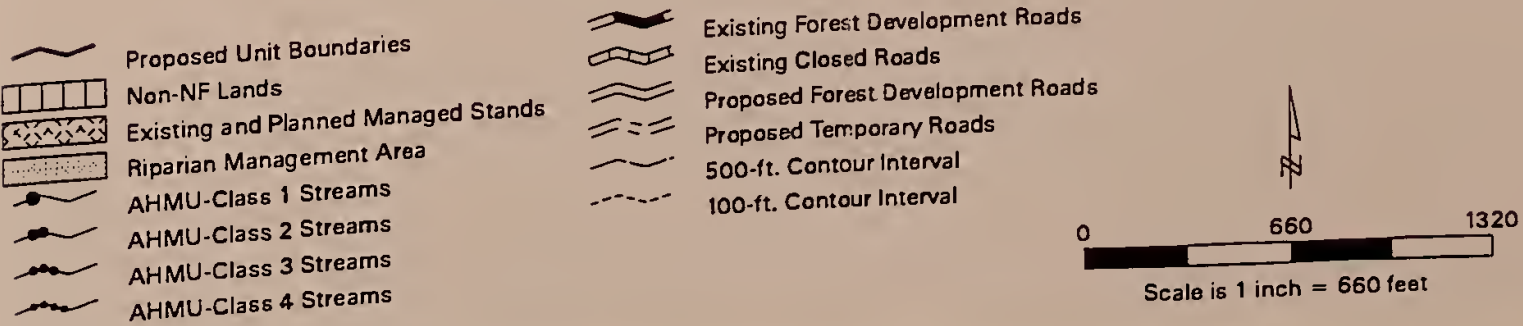 Proposed Unit Boundaries
Non-NF Lands
Existing and Planned Managed Stands
Riparian Management Area
AHMU-Class 1 Streams
AHMU-Class 2 Streams
AHMU-Class 3 Streams
AHMU-Class 4 Streams
Existing Forest Development Roads
Existing Closed Roads
Proposed Forest Development Roads
Proposed Temporary Roads
500-ft. Contour Interval
100-ft. Contour Interval
0 660 1320
Scale is 1 inch = 660 feet